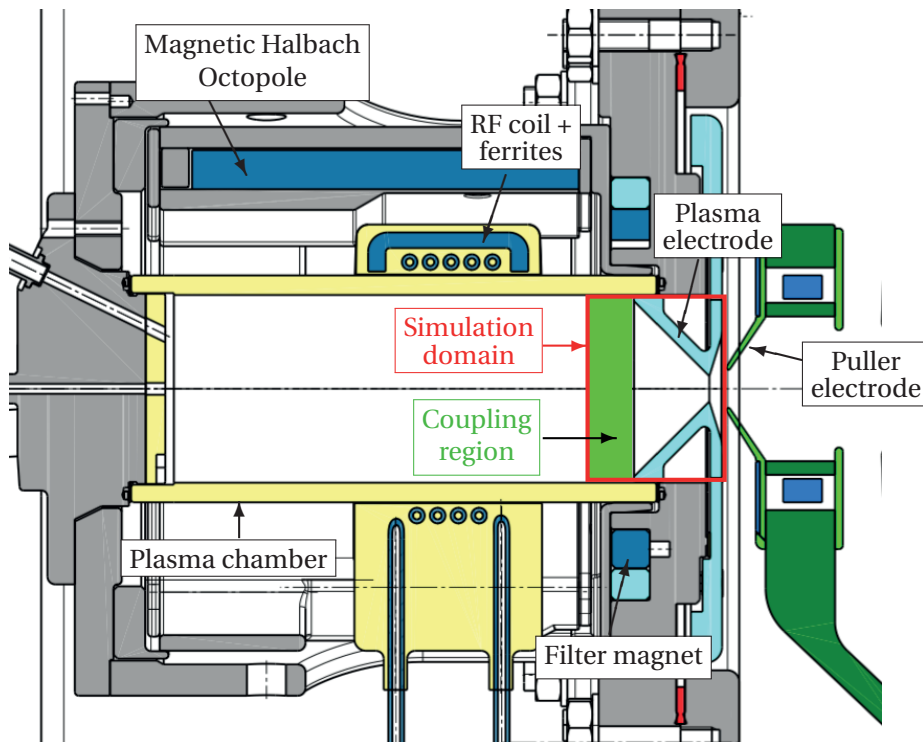 Magnetic Halbach
Octopole
RF coil +
ferrites
Plasma
electrode
Simulation
domain
Puller
electrode
Coupling
region
Plasma chamber
Filter magnet